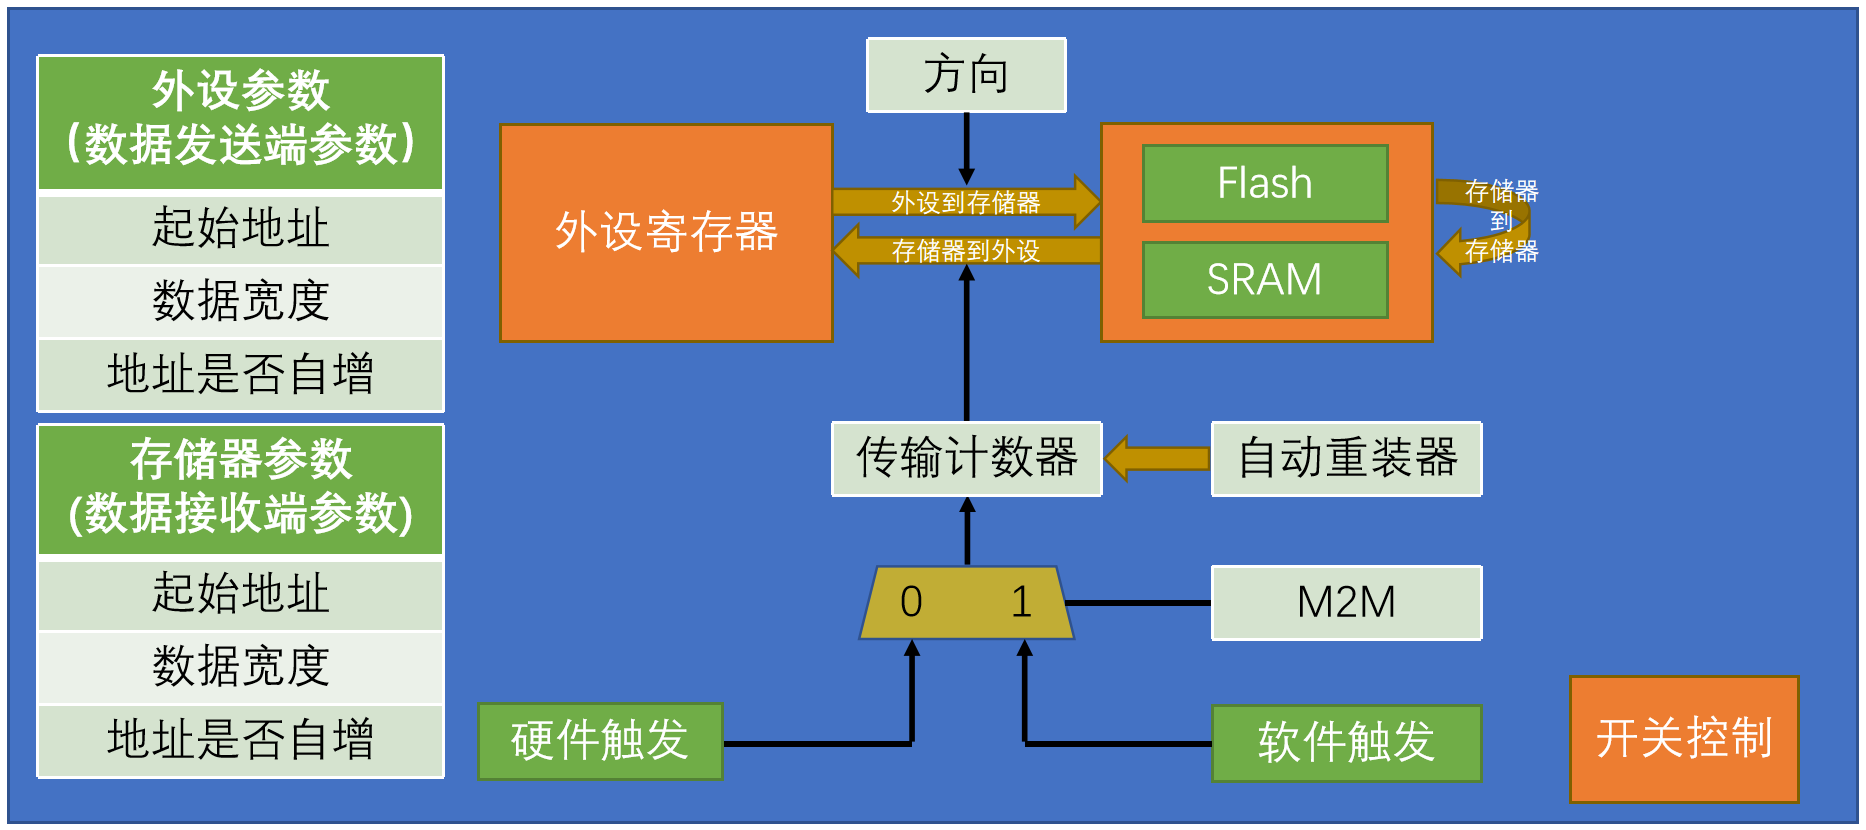 外设参数
(数据发送端参数)
起始地址
数据宽度
地址是否自增
存储器参数
(数据接收端参数)
起始地址
数据宽度
地址是否自增
方向
外设寄存器
外设到存储器
存储器到外设
Flash
SRAM
存储器
到
存储器
传输计数器
自动重装器
0 1
M2M
硬件触发
软件触发
开关控制